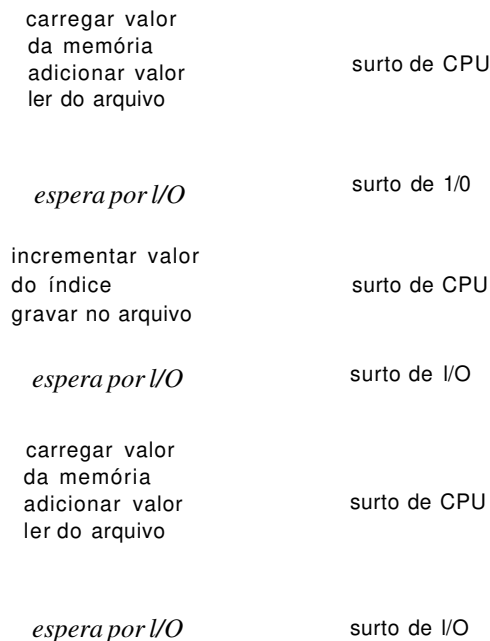 carregar valor
da memória
adicionar valor
ler do arquivo
surto de CPU
espera por l/O
surto de 1/0
incrementar valor
do índice
gravar no arquivo
surto de CPU
espera por l/O
surto de I/O
carregar valor
da memória
adicionar valor
ler do arquivo
surto de CPU
espera por l/O
surto de I/O